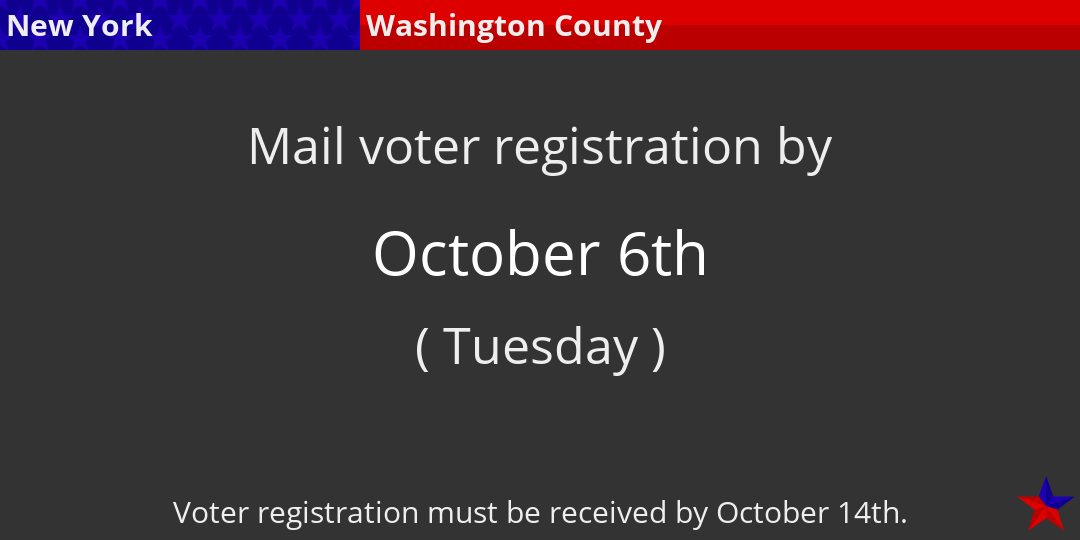 New York
Washington County
Mail voter registration by
October 6th
( Tuesday )
Voter registration must be received by October 14th.